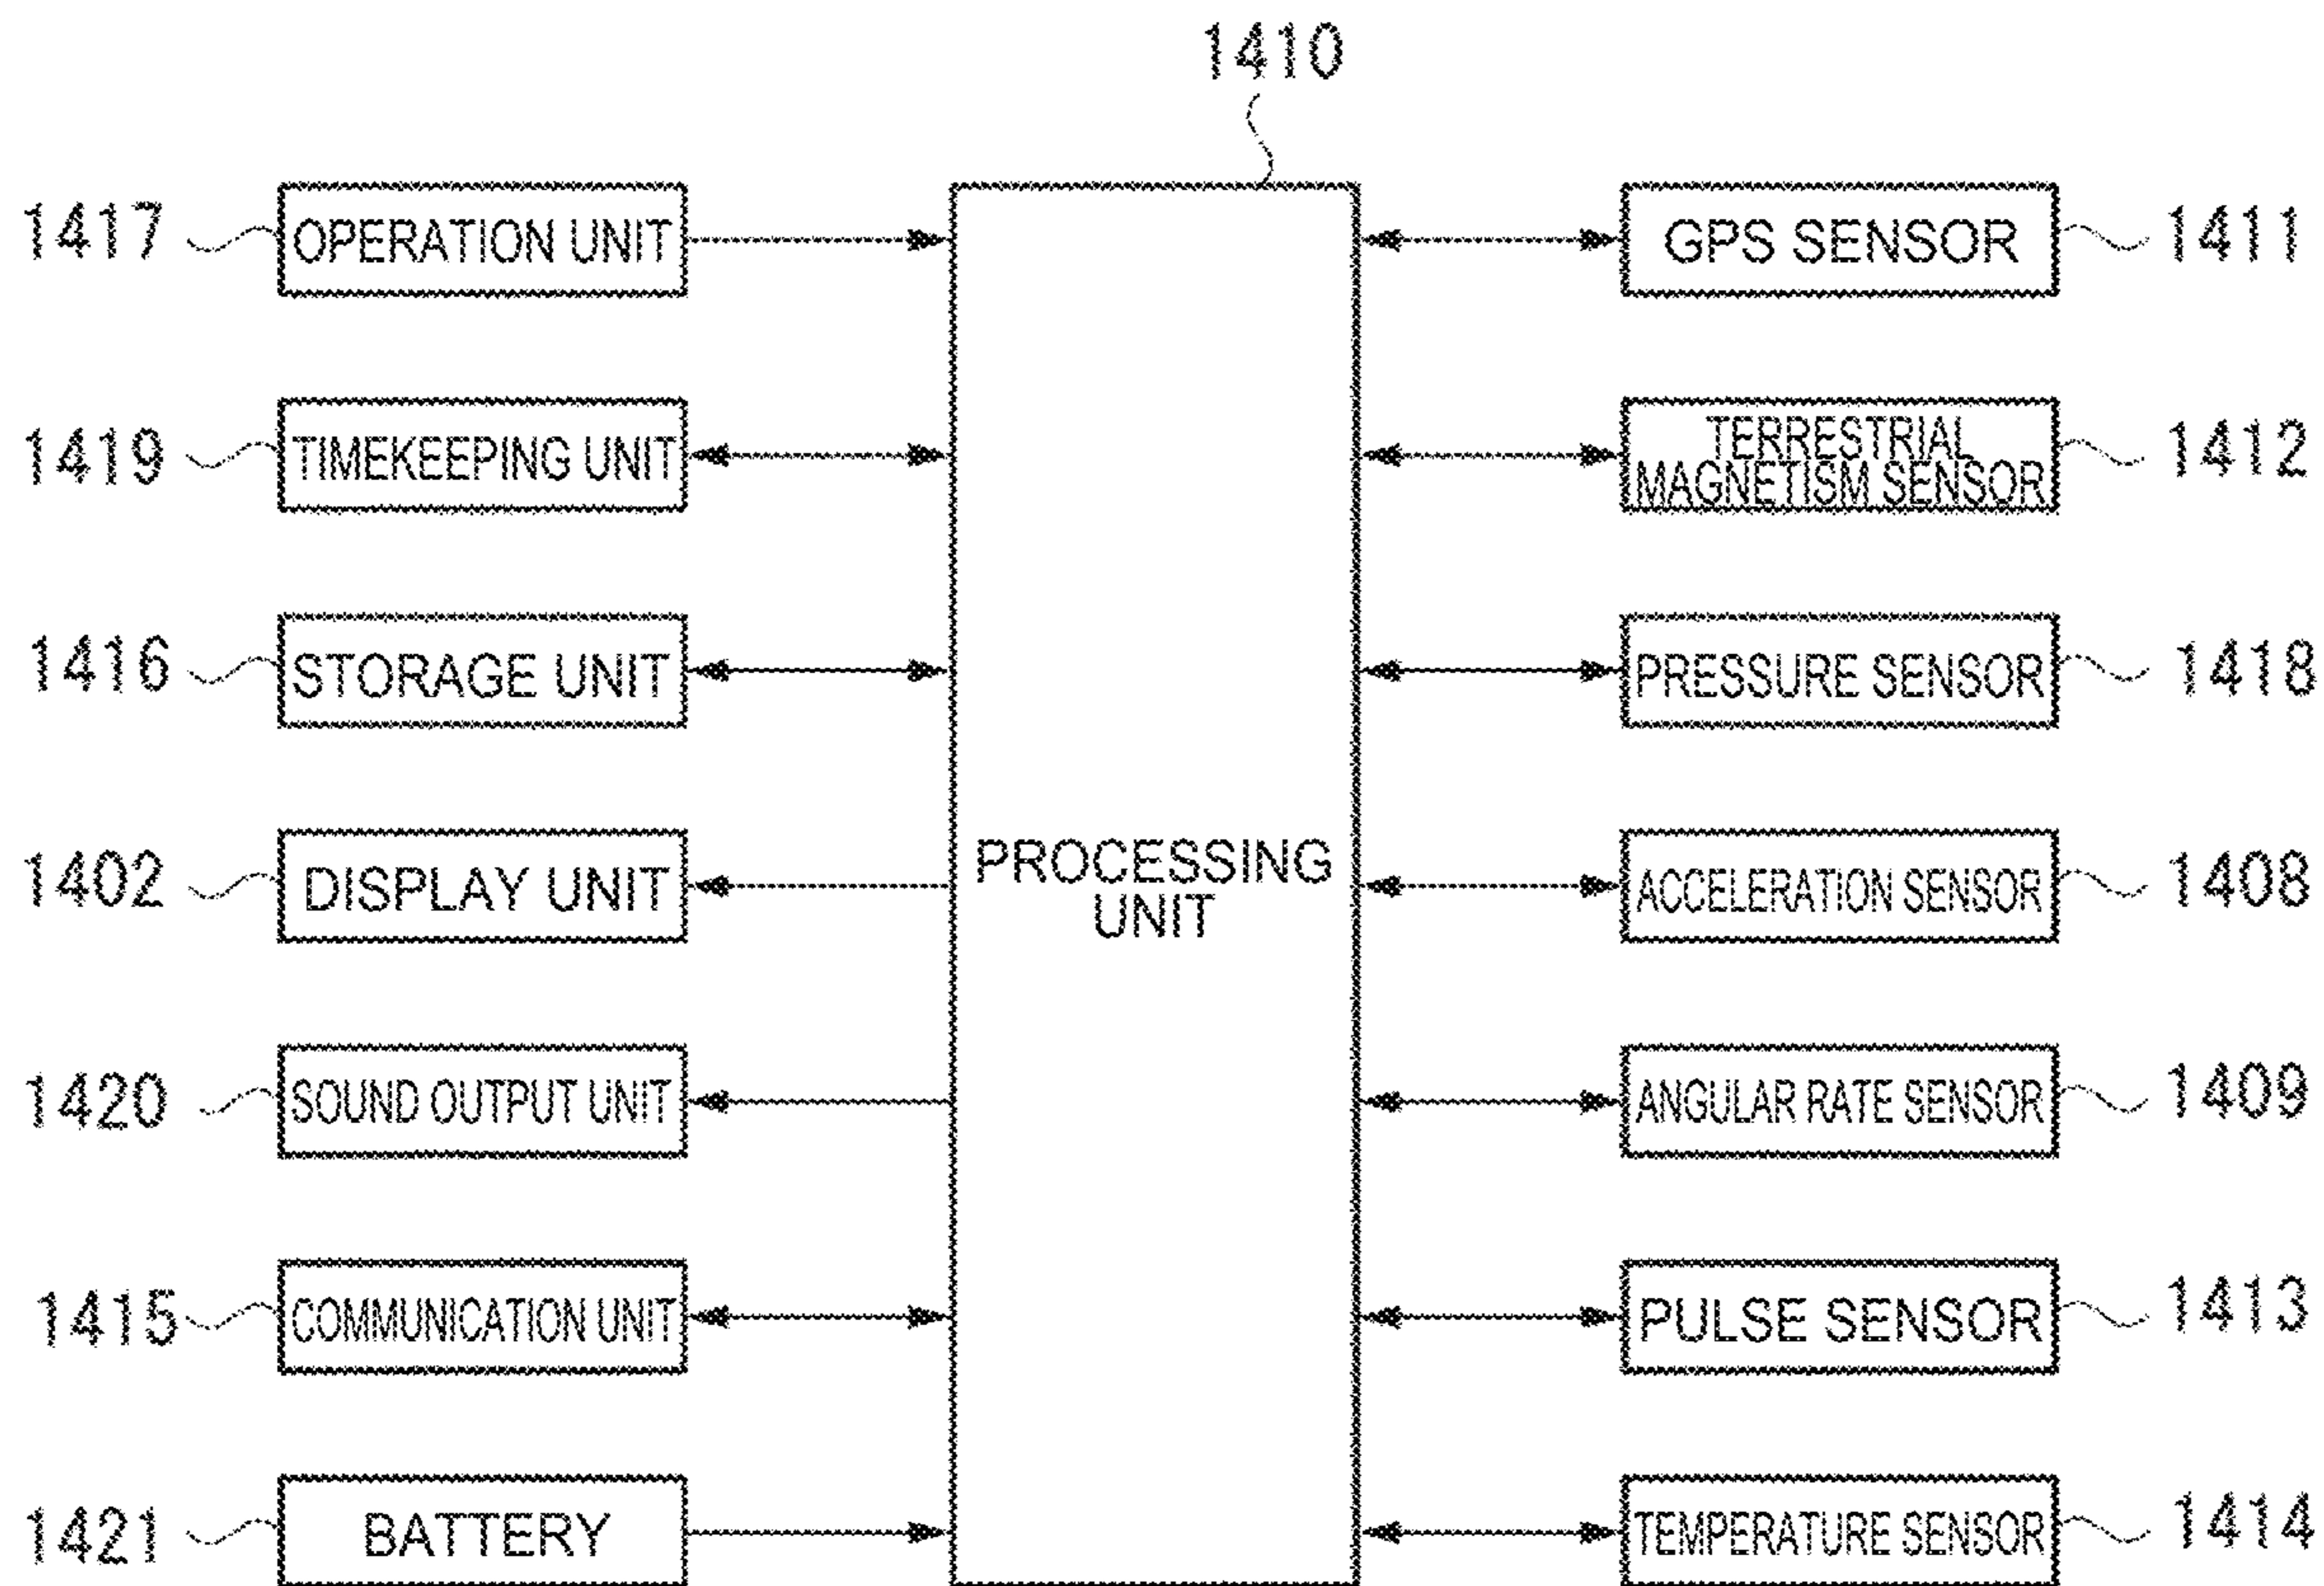 1410
1417 OPERATION UNIT GPS SENSOR 1411
1419 TIMEKEEPING UNIT TERRESTRIAL
MAGNETISM SENSOR 1412
1416 STORAGE UNIT PRESSURE SENSOR 1418
1402 DISPLAY UNIT PROCESSING
UNIT ACCELERATION SENSOR 1408
1420 SOUND OUTPUT UNIT ANGULAR RATE SENSOR 1409
1415 COMMUNICATION UNIT PULSE SENSOR 1413
1421 BATTERY TEMPERATURE SENSOR 1414